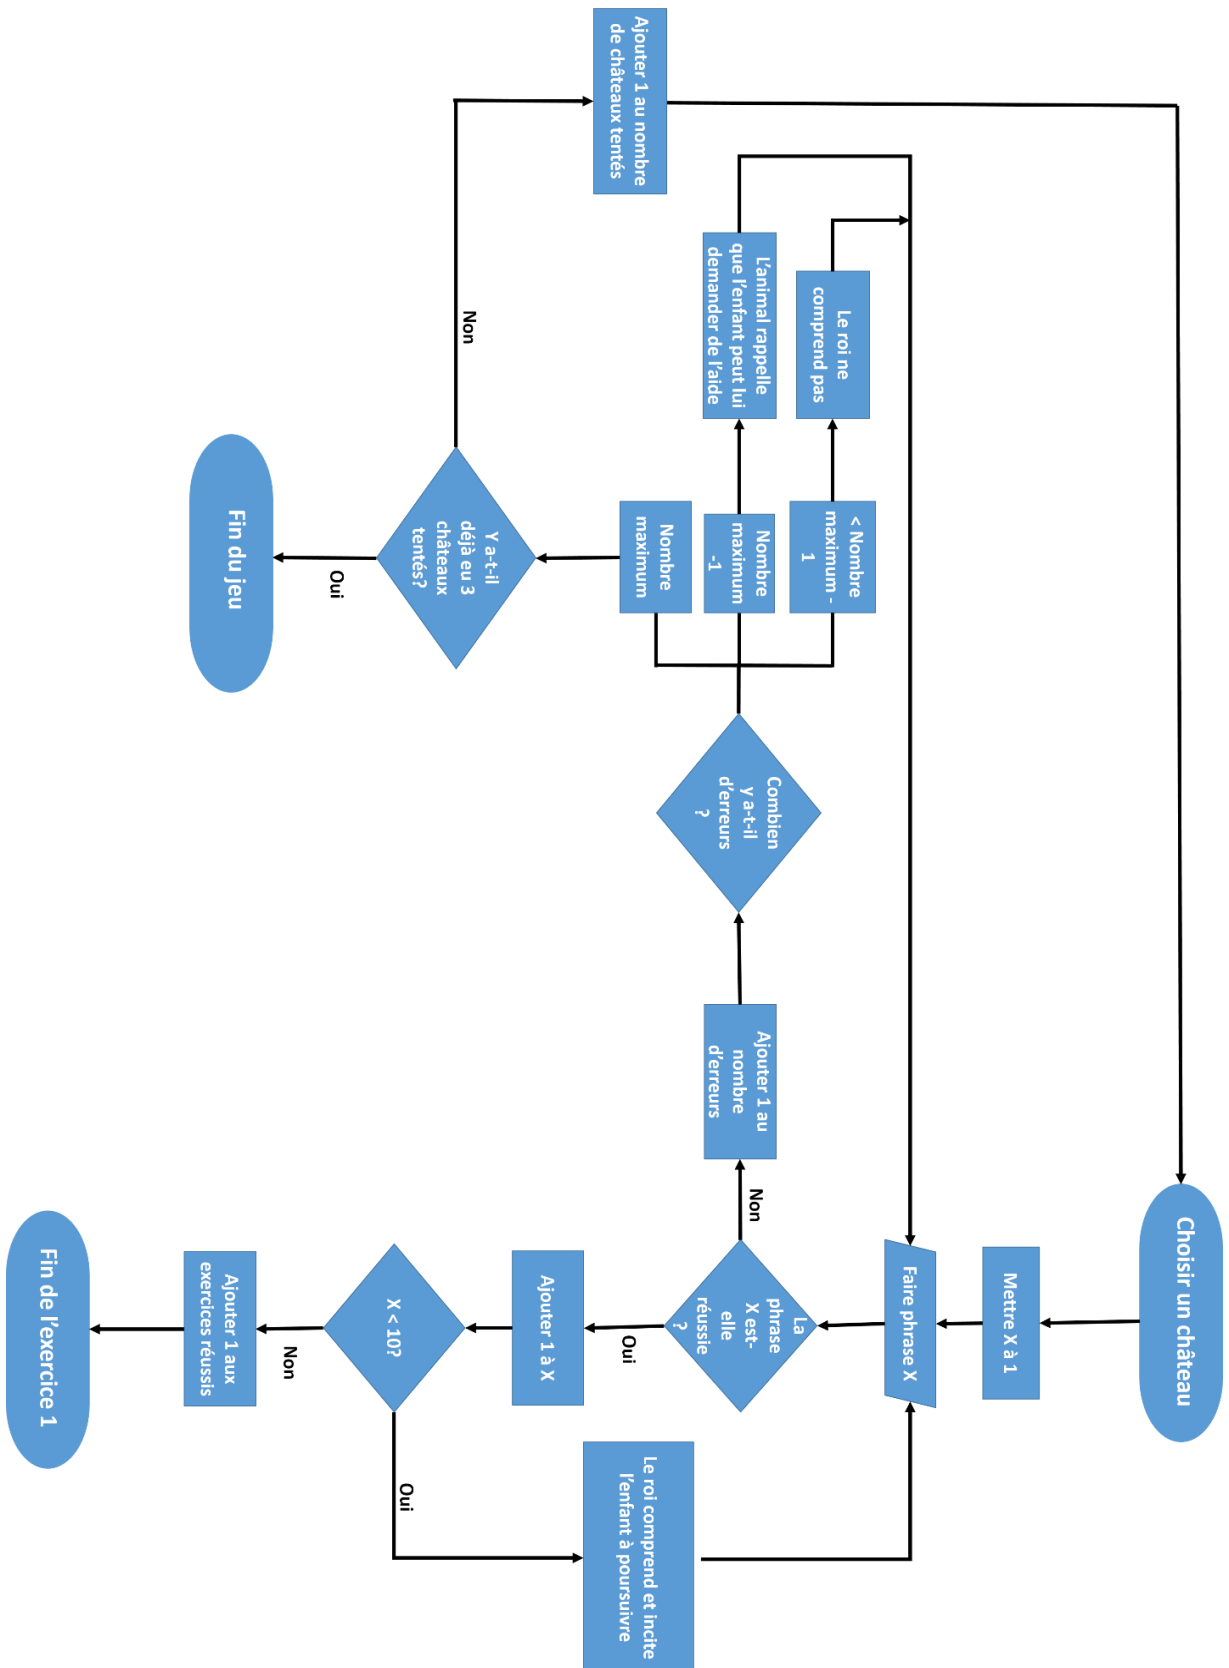 Choisir un château
Mettre X à 1
Faire phrase X
La
phrase
X est-
elle
réussie
?
Oui
Ajouter 1 à X
X < 10?
Oui
Le roi comprend et incite
l'enfant à poursuivre
Non
Ajouter 1 aux
exercices réussis
Fin de l'exercice 1
Non
Ajouter 1 au
nombre
d'erreurs
Combien
y a-t-il
d'erreurs
?
< Nombre
maximum -
1
Le roi ne
comprend pas
Nombre
maximum
-1
L'animal rappelle
que l'enfant peut lui
demander de l'aide
Nombre
maximum
Y a-t-il
déjà eu 3
châteaux
tentés?
Oui
Fin du jeu
Non
Ajouter 1 au nombre
de châteaux tentés